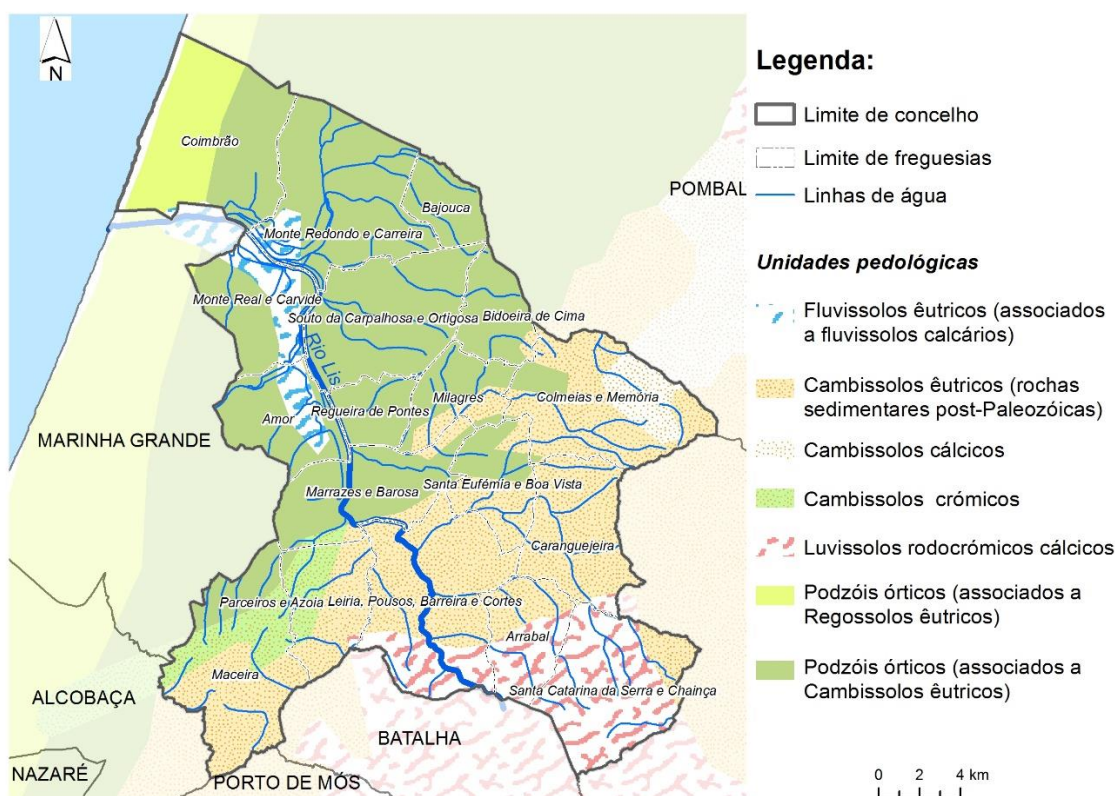 N
Coimbrão
POMBAL
Bajouca
Monte Redondo e Carreira
Monte Real e Carvide
Souto da Carpalhosa e Ortigosa
Bidoeira de Cima
Rio Lis
Milagres
Colmeias e Memória
Regueira de Pontes
Amor
MARINHA GRANDE
Marrazes e Barosa
Santa Eufémia e Boa Vista
Caranguejeira
Parceiros e Azoia
Leiria, Pousos, Barreira e Cortes
Arrabal
Maceira
Santa Catarina da Serra e Chainça
ALCOBAÇA
BATALHA
NAZARÉ
PORTO DE MÓS
Legenda:
Limite de concelho
Limite de freguesias
Linhas de água
Unidades pedológicas
Fluvissolos êutricos (associados
a fluvissolos calcários)
Cambissolos êutricos (rochas
sedimentares post-Paleozóicas)
Cambissolos cálcicos
Cambissolos crómicos
Luvissolos rodocrómicos cálcicos
Podzóis órticos (associados a
Regossolos êutricos)
Podzóis órticos (associados a
Cambissolos êutricos)
0 2 4 km